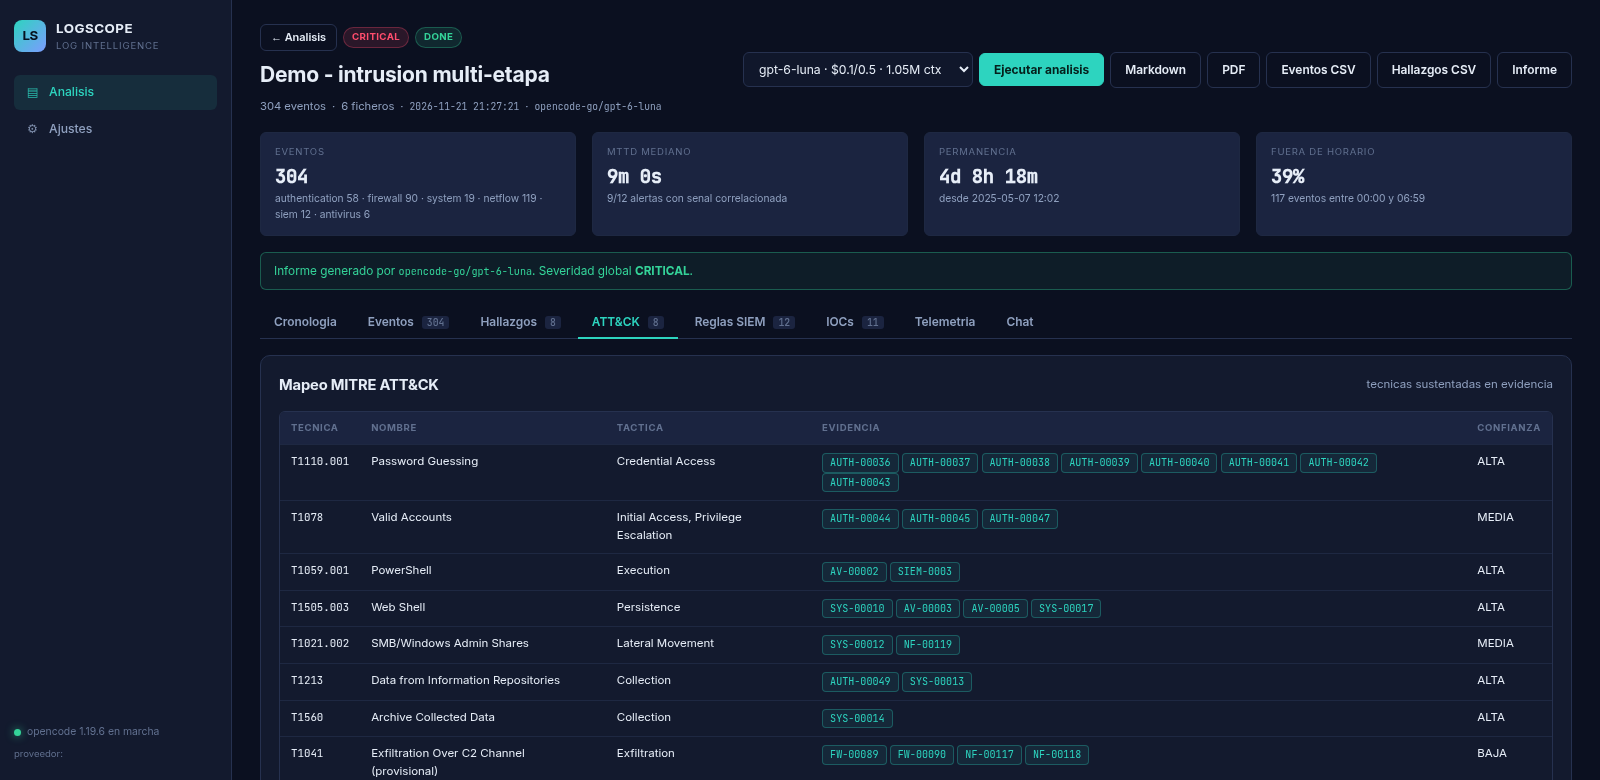 LS
LOGSCOPE
LOG INTELLIGENCE
Analisis
Ajustes
opencode 1.19.6 en marcha
proveedor:
← Analisis
CRITICAL
DONE
Demo - intrusion multi-etapa
304 eventos · 6 ficheros · 2026-11-21 21:27:21 · opencode-go/gpt-6-luna
gpt-6-luna · $0.1/0.5 · 1.05M ctx
Ejecutar analisis
Markdown
PDF
Eventos CSV
Hallazgos CSV
Informe
EVENTOS
304
authentication 58 · firewall 90 · system 19 · netflow 119 ·
siem 12 · antivirus 6
MTTD MEDIANO
9m 0s
9/12 alertas con senal correlacionada
PERMANENCIA
4d 8h 18m
desde 2025-05-07 12:02
FUERA DE HORARIO
39%
117 eventos entre 00:00 y 06:59
Informe generado por opencode-go/gpt-6-luna. Severidad global CRITICAL.
Cronologia
Eventos 304
Hallazgos 8
ATT&CK 8
Reglas SIEM 12
IOCs 11
Telemetria
Chat
Mapeo MITRE ATT&CK
tecnicas sustentadas en evidencia
TECNICA NOMBRE TACTICA EVIDENCIA CONFIANZA
T1110.001 Password Guessing Credential Access AUTH-00036 AUTH-00037 AUTH-00038 AUTH-00039 AUTH-00040 AUTH-00041 AUTH-00042 ALTA
AUTH-00043
T1078 Valid Accounts Initial Access, Privilege AUTH-00044 AUTH-00045 AUTH-00047 MEDIA
Escalation
T1059.001 PowerShell Execution AV-00002 SIEM-0003 ALTA
T1505.003 Web Shell Persistence SYS-00010 AV-00003 AV-00005 SYS-00017 ALTA
T1021.002 SMB/Windows Admin Shares Lateral Movement SYS-00012 NF-00119 MEDIA
T1213 Data from Information Repositories Collection AUTH-00049 SYS-00013 ALTA
T1560 Archive Collected Data Collection SYS-00014 ALTA
T1041 Exfiltration Over C2 Channel Exfiltration FW-00089 FW-00090 NF-00117 NF-00118 BAJA
(provisional)